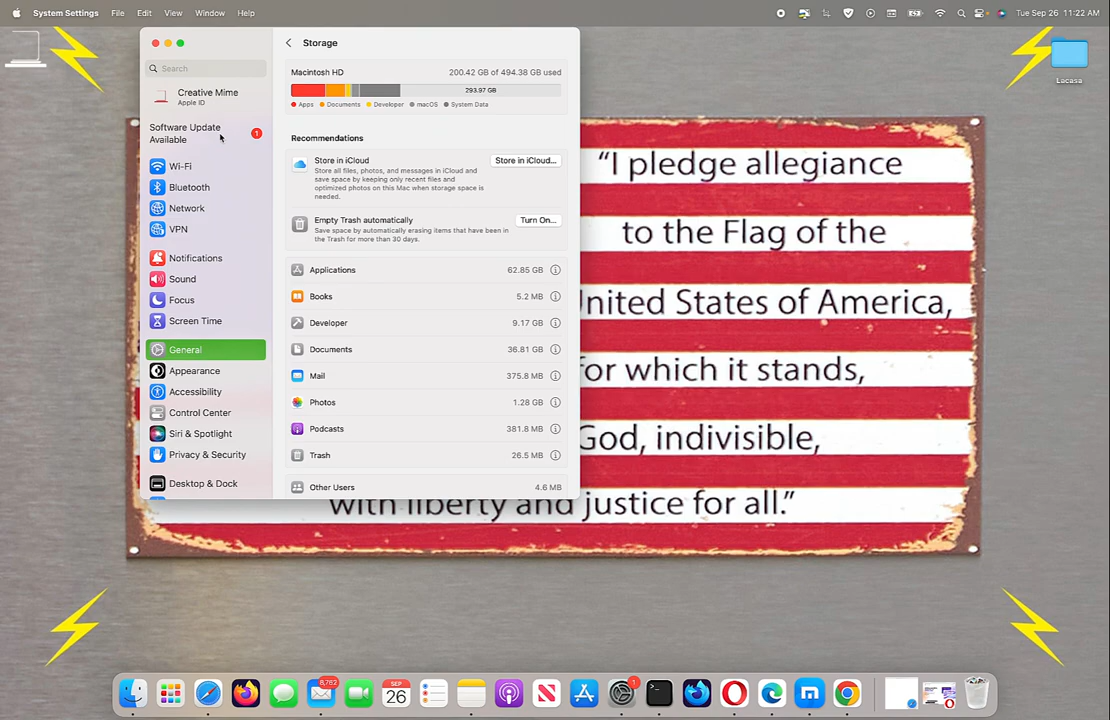 System Settings File Edit View Window Help
Tue Sep 26 11:22 AM
Lacasa
Storage
Search
Creative Mime
Apple ID
Software Update
Available
1
Wi-Fi
Bluetooth
Network
VPN
Notifications
Sound
Focus
Screen Time
General
Appearance
Accessibility
Control Center
Siri & Spotlight
Privacy & Security
Desktop & Dock
Macintosh HD 200.42 GB of 494.38 GB used
293.97 GB
Apps Documents Developer macOS System Data
Recommendations
Store in iCloud
Store in iCloud...
Store all files, photos, and messages in iCloud and
save space by keeping only recent files and
optimized photos on this Mac when storage space is
needed.
Empty Trash automatically
Turn On...
Save space by automatically erasing items that have been in
the Trash for more than 30 days.
Applications 62.85 GB
Books 5.2 MB
Developer 9.17 GB
Documents 36.81 GB
Mail 375.8 MB
Photos 1.28 GB
Podcasts 381.8 MB
Trash 26.5 MB
Other Users 4.6 MB
“I pledge allegiance
to the Flag of the
United States of America,
for which it stands,
God, indivisible,
with liberty and justice for all.”
8,762
SEP
26
1